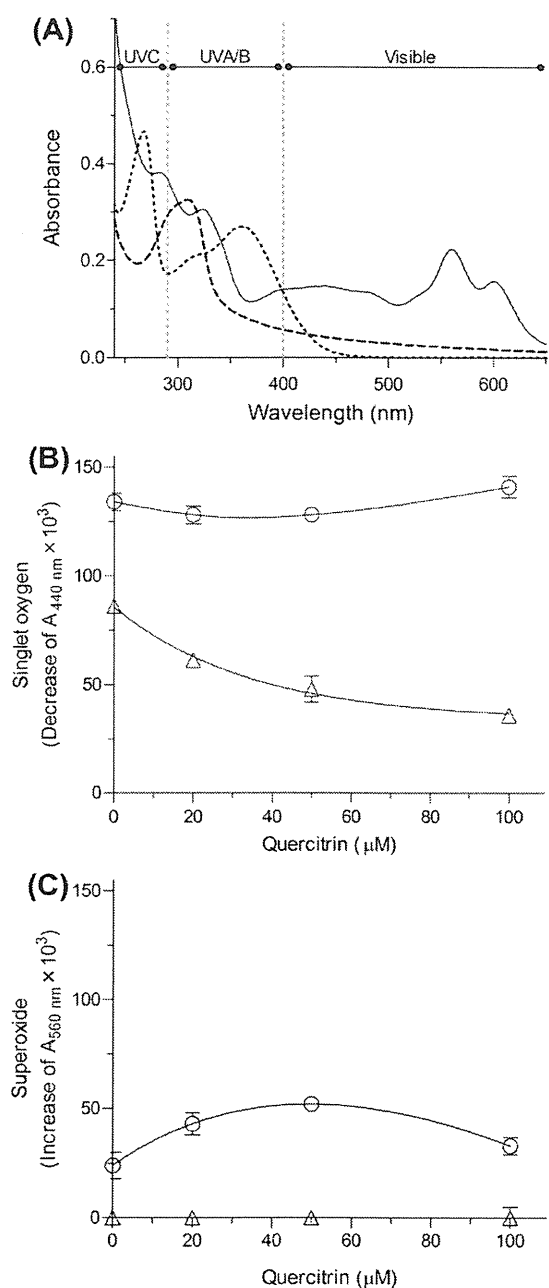 (A)
UVC UVA/B Visible
0.6
0.4
0.2
0.0
Absorbance
300 400 500 600
Wavelength (nm)
(B)
150
100
50
0
Singlet oxygen
(Decrease of A440 nm × 10³)
0 20 40 60 80 100
Quercitrin (μM)
(C)
150
100
50
0
Superoxide
(Increase of A560 nm × 10³)
0 20 40 60 80 100
Quercitrin (μM)